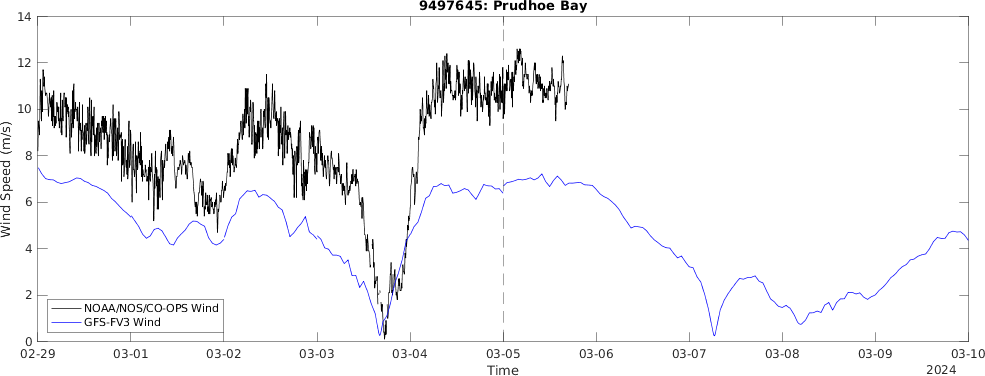 9497645: Prudhoe Bay
14
12
10
8
6
4
2
0
Wind Speed (m/s)
NOAA/NOS/CO-OPS Wind
GFS-FV3 Wind
02-29 03-01 03-02 03-03 03-04 03-05 03-06 03-07 03-08 03-09 03-10
Time
2024